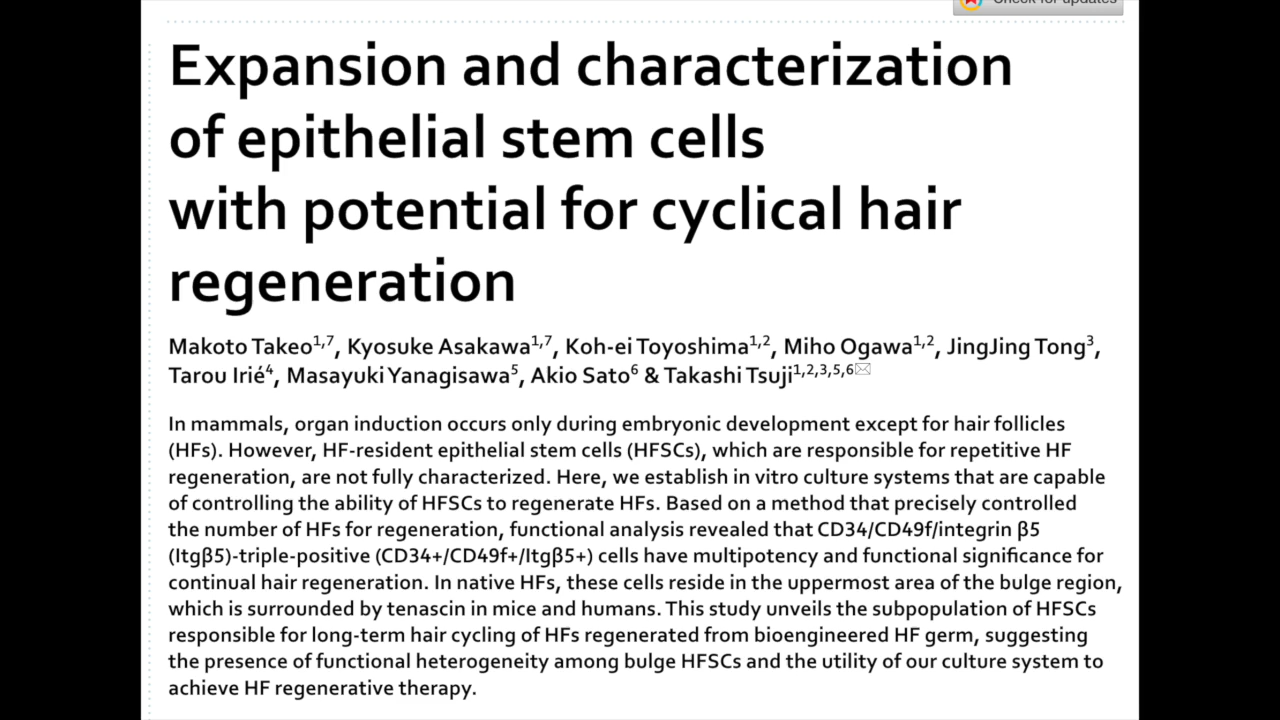 Check for updates
Expansion and characterization
of epithelial stem cells
with potential for cyclical hair
regeneration
Makoto Takeo1,7, Kyosuke Asakawa1,7, Koh-ei Toyoshima1,2, Miho Ogawa1,2, JingJing Tong3,
Tarou Irié4, Masayuki Yanagisawa5, Akio Sato6 & Takashi Tsuji1,2,3,5,6✉
In mammals, organ induction occurs only during embryonic development except for hair follicles
(HFs). However, HF-resident epithelial stem cells (HFSCs), which are responsible for repetitive HF
regeneration, are not fully characterized. Here, we establish in vitro culture systems that are capable
of controlling the ability of HFSCs to regenerate HFs. Based on a method that precisely controlled
the number of HFs for regeneration, functional analysis revealed that CD34/CD49f/integrin β5
(Itgβ5)-triple-positive (CD34+/CD49f+/Itgβ5+) cells have multipotency and functional significance for
continual hair regeneration. In native HFs, these cells reside in the uppermost area of the bulge region,
which is surrounded by tenascin in mice and humans. This study unveils the subpopulation of HFSCs
responsible for long-term hair cycling of HFs regenerated from bioengineered HF germ, suggesting
the presence of functional heterogeneity among bulge HFSCs and the utility of our culture system to
achieve HF regenerative therapy.